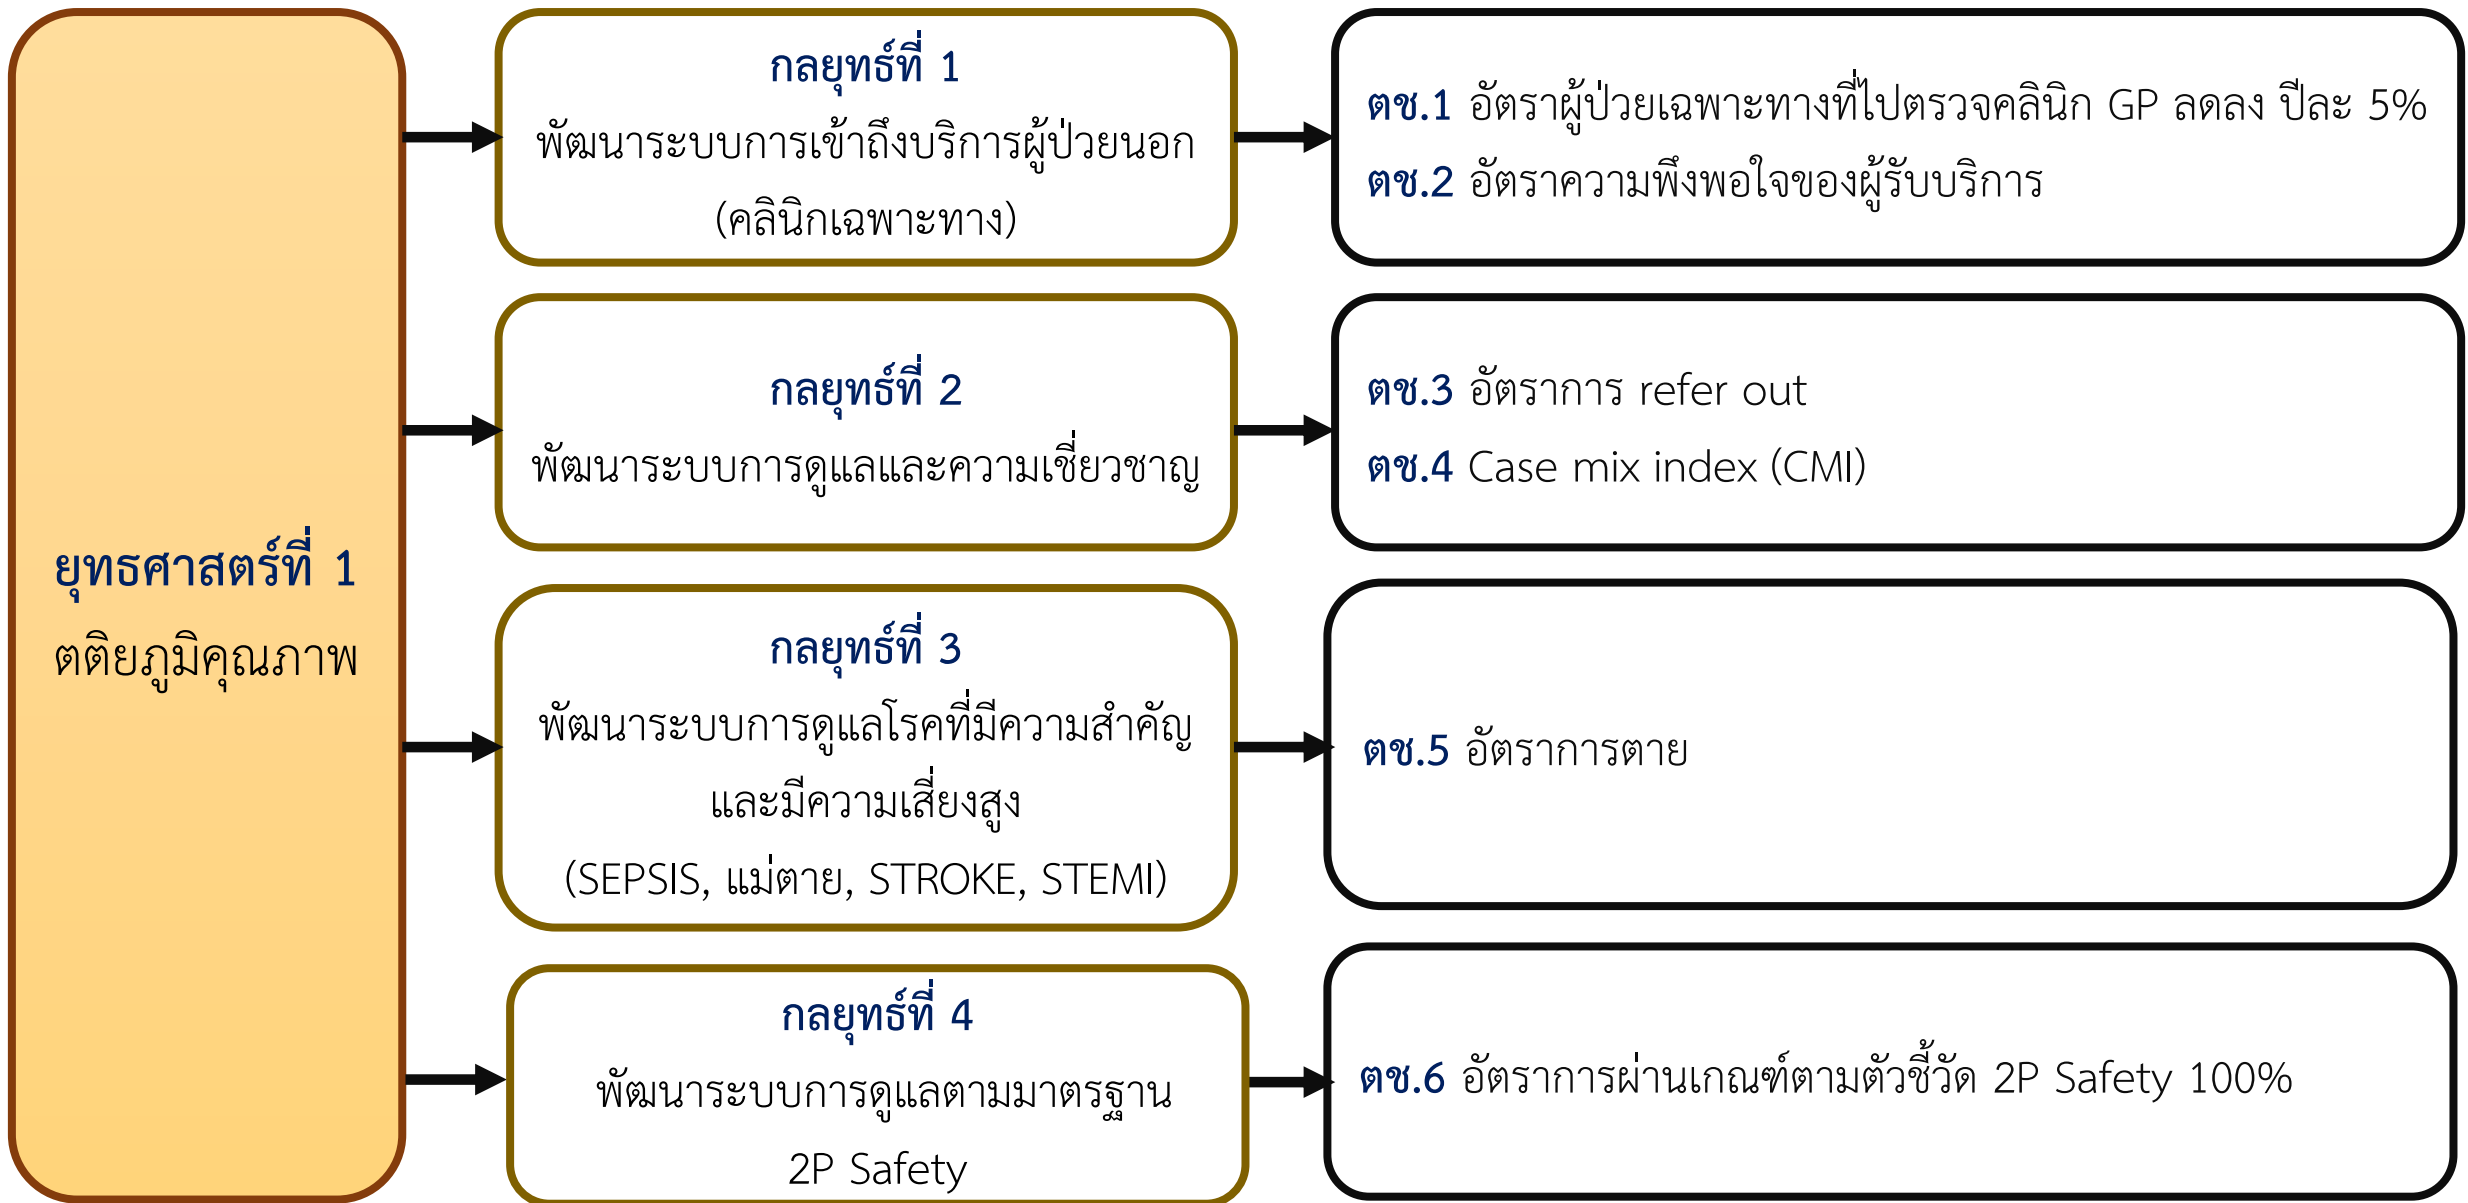 ยุทธศาสตร์ที่ 1
ตติยภูมิคุณภาพ
กลยุทธ์ที่ 1
พัฒนาระบบการเข้าถึงบริการผู้ป่วยนอก
(คลินิกเฉพาะทาง)
ตช.1 อัตราผู้ป่วยเฉพาะทางที่ไปตรวจคลินิก GP ลดลง ปีละ 5%
ตช.2 อัตราความพึงพอใจของผู้รับบริการ
กลยุทธ์ที่ 2
พัฒนาระบบการดูแลและความเชี่ยวชาญ
ตช.3 อัตราการ refer out
ตช.4 Case mix index (CMI)
กลยุทธ์ที่ 3
พัฒนาระบบการดูแลโรคที่มีความสำคัญ
และมีความเสี่ยงสูง
(SEPSIS, แม่ตาย, STROKE, STEMI)
ตช.5 อัตราการตาย
กลยุทธ์ที่ 4
พัฒนาระบบการดูแลตามมาตรฐาน
2P Safety
ตช.6 อัตราการผ่านเกณฑ์ตามตัวชี้วัด 2P Safety 100%